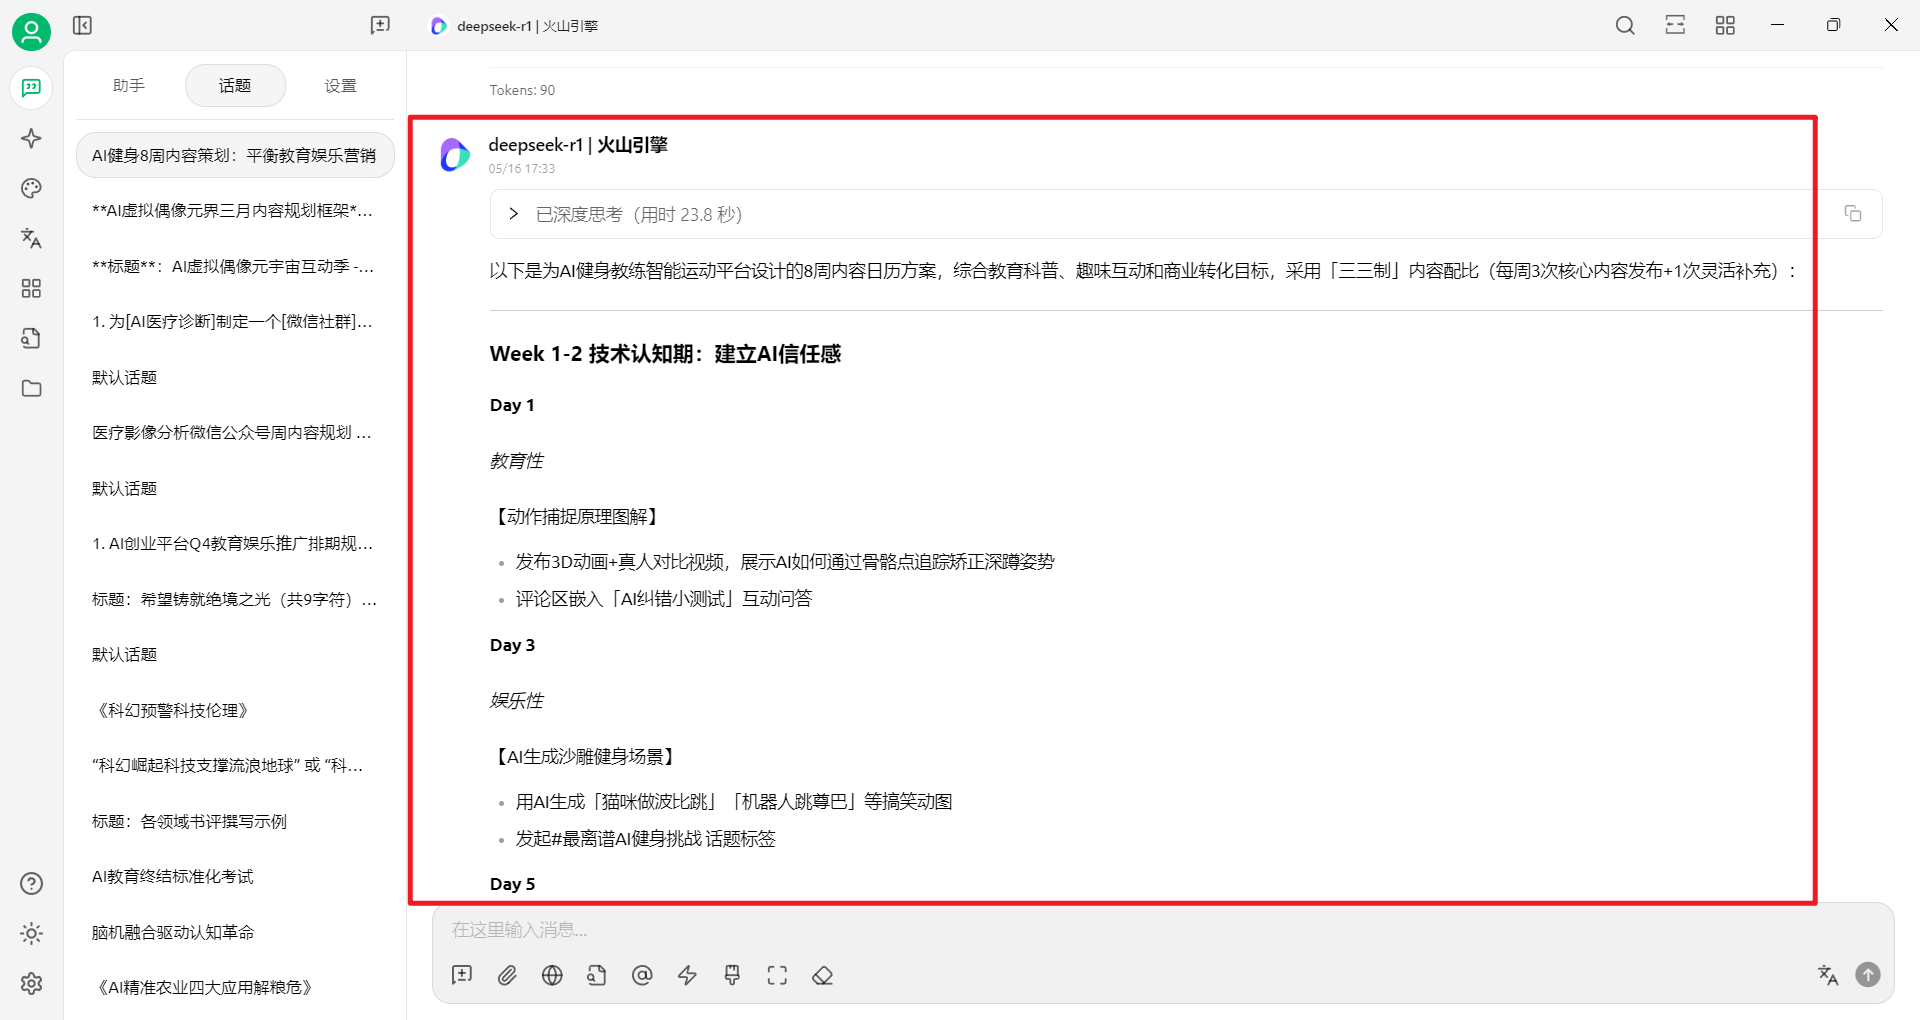 deepseek-r1 | 火山引擎
助手
话题
设置
AI健身8周内容策划：平衡教育娱乐营销
**AI虚拟偶像元界三月内容规划框架*...
**标题**：AI虚拟偶像元宇宙互动季 -...
1. 为[AI医疗诊断]制定一个[微信社群]...
默认话题
医疗影像分析微信公众号周内容规划 ...
默认话题
1. AI创业平台Q4教育娱乐推广排期规...
标题：希望铸就绝境之光（共9字符）...
默认话题
《科幻预警科技伦理》
“科幻崛起科技支撑流浪地球” 或 “科...
标题：各领域书评撰写示例
AI教育终结标准化考试
脑机融合驱动认知革命
《AI精准农业四大应用解粮危》
Tokens: 90
deepseek-r1 | 火山引擎
05/16 17:33
已深度思考（用时 23.8 秒）
以下是为AI健身教练智能运动平台设计的8周内容日历方案，综合教育科普、趣味互动和商业转化目标，采用「三三制」内容配比（每周3次核心内容发布+1次灵活补充）：
Week 1-2 技术认知期：建立AI信任感
Day 1
教育性
【动作捕捉原理图解】
• 发布3D动画+真人对比视频，展示AI如何通过骨骼点追踪矫正深蹲姿势
• 评论区嵌入「AI纠错小测试」互动问答
Day 3
娱乐性
【AI生成沙雕健身场景】
• 用AI生成「猫咪做波比跳」「机器人跳尊巴」等搞笑动图
• 发起#最离谱AI健身挑战 话题标签
Day 5
在这里输入消息...